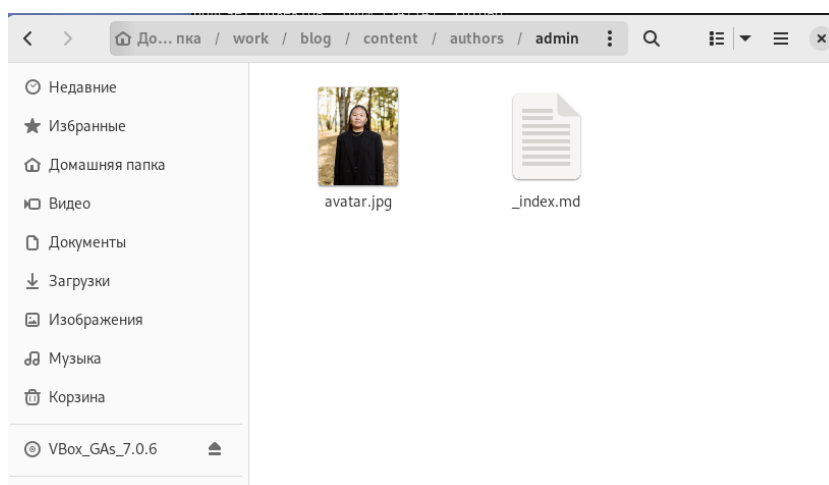 До... пка / work / blog / content / authors / admin
Недавние
Избранные
Домашняя папка
Видео
Документы
Загрузки
Изображения
Музыка
Корзина
VBox_GAs_7.0.6
avatar.jpg
_index.md